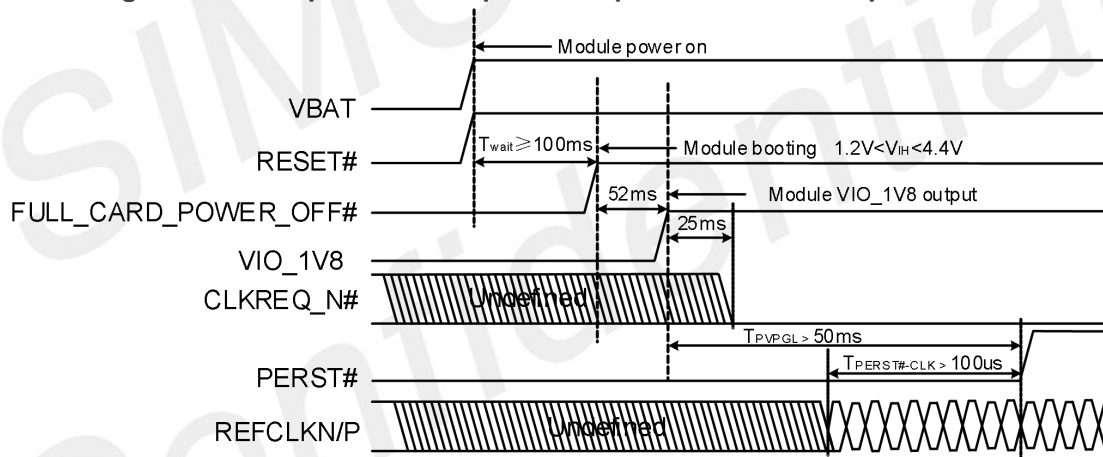 Module power on
VBAT
RESET#
Twait≥100ms
Module booting 1.2V<VIH<4.4V
FULL_CARD_POWER_OFF#
52ms
Module VIO_1V8 output
25ms
VIO_1V8
CLKREQ_N#
Undefined
TPVPGL > 50ms
TPERST#-CLK > 100us
PERST#
REFCLKN/P
Undefined